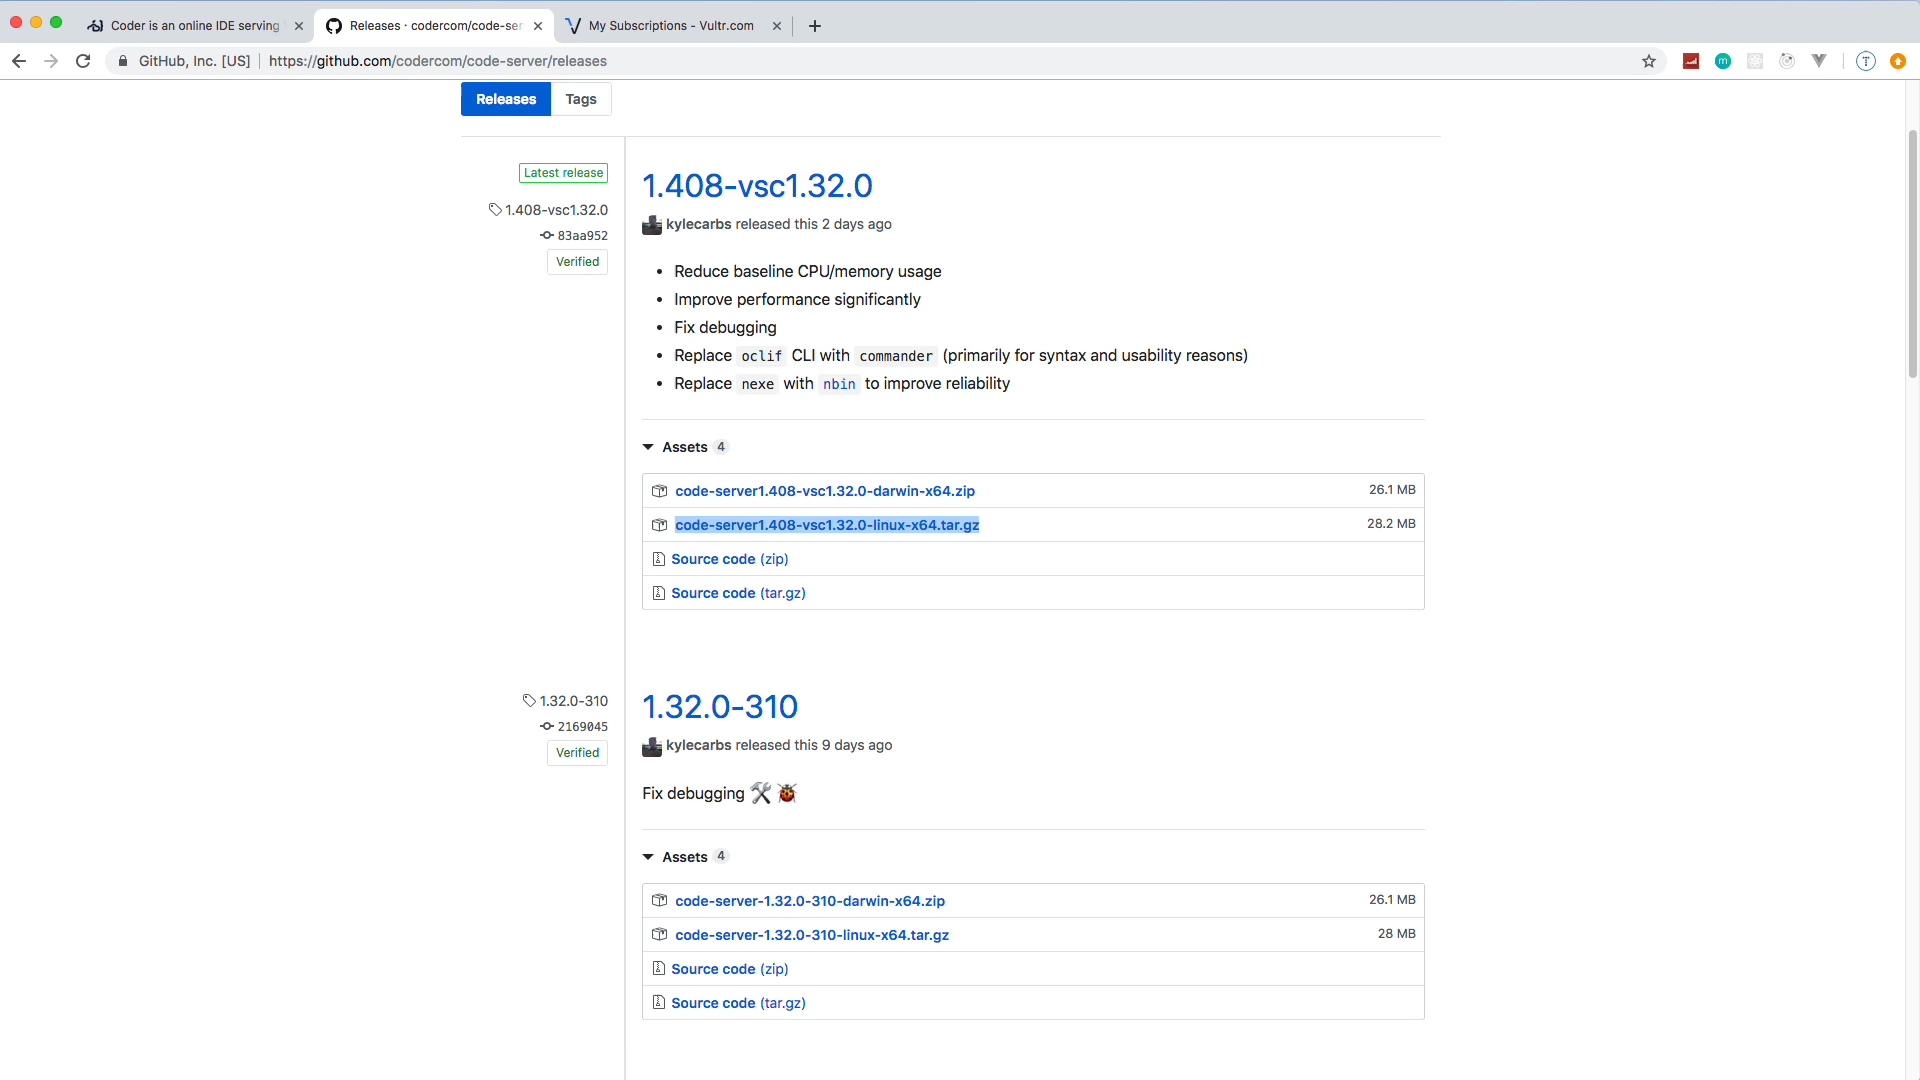 Coder is an online IDE serving
Releases · codercom/code-ser
My Subscriptions - Vultr.com
GitHub, Inc. [US]
https://github.com/codercom/code-server/releases
Releases
Tags
Latest release
1.408-vsc1.32.0
83aa952
Verified
1.408-vsc1.32.0
kylecarbs released this 2 days ago
• Reduce baseline CPU/memory usage
• Improve performance significantly
• Fix debugging
• Replace oclif CLI with commander (primarily for syntax and usability reasons)
• Replace nexe with nbin to improve reliability
Assets 4
code-server1.408-vsc1.32.0-darwin-x64.zip 26.1 MB
code-server1.408-vsc1.32.0-linux-x64.tar.gz 28.2 MB
Source code (zip)
Source code (tar.gz)
1.32.0-310
2169045
Verified
1.32.0-310
kylecarbs released this 9 days ago
Fix debugging 🛠🐞
Assets 4
code-server-1.32.0-310-darwin-x64.zip 26.1 MB
code-server-1.32.0-310-linux-x64.tar.gz 28 MB
Source code (zip)
Source code (tar.gz)